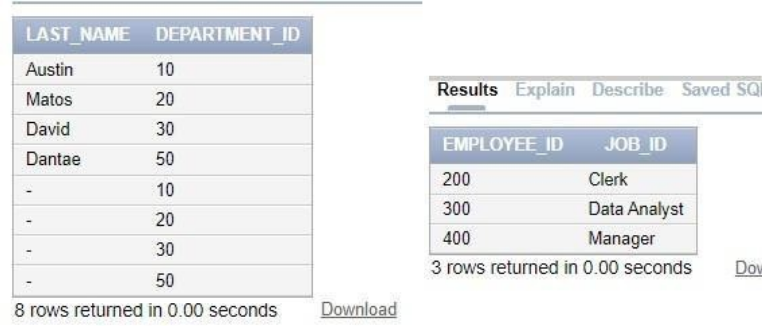 LAST_NAME DEPARTMENT_ID
Austin 10
Matos 20
David 30
Dantae 50
- 10
- 20
- 30
- 50
8 rows returned in 0.00 seconds Download
Results Explain Describe Saved SQ
EMPLOYEE_ID JOB_ID
200 Clerk
300 Data Analyst
400 Manager
3 rows returned in 0.00 seconds Dow